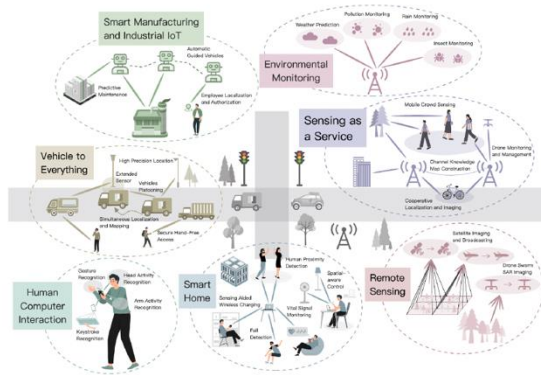 Smart Manufacturing
and Industrial IoT
Automatic
Guided Vehicles
Predictive
Maintenance
Employee Localization
and Authorization
Weather Prediction
Pollution Monitoring
Rain Monitoring
Insect Monitoring
Environmental
Monitoring
Sensing as
a Service
Mobile Crowd Sensing
Drone Monitoring
and Management
Channel Knowledge
Map Construction
Cooperative
Localization and Imaging
Vehicle to
Everything
High Precision Location
Extended
Sensor
Vehicles
Platooning
Simultaneous Localization
and Mapping
Secure Hand-Free
Access
Human
Computer
Interaction
Gesture
Recognition
Head Activity
Recognition
Arm Activity
Recognition
Keystroke Recognition
Smart
Home
Human Proximity
Detection
Spatial-
aware
Control
Sensing Aided
Wireless Charging
Vital Signal
Monitoring
Fall
Detection
Remote
Sensing
Satellite Imaging
and Broadcasting
Drone Swarm
SAR Imaging